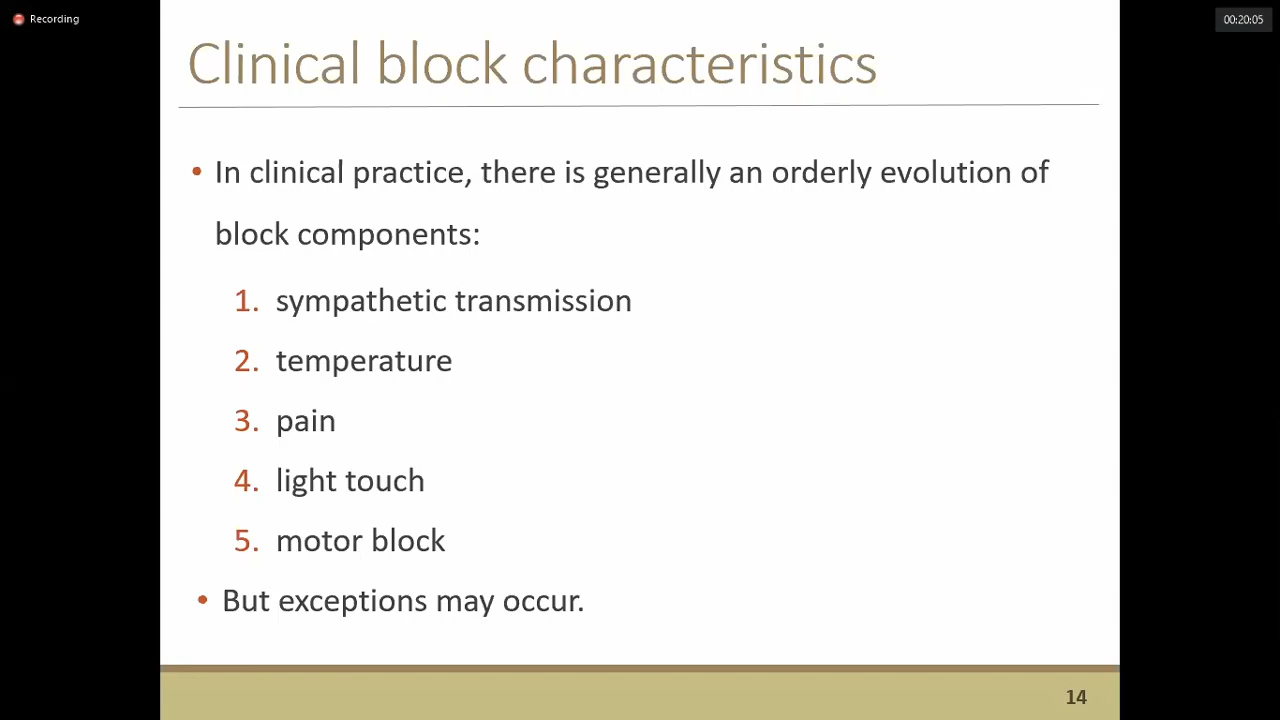 Recording
00:20:05
Clinical block characteristics
• In clinical practice, there is generally an orderly evolution of
block components:
1. sympathetic transmission
2. temperature
3. pain
4. light touch
5. motor block
• But exceptions may occur.
14